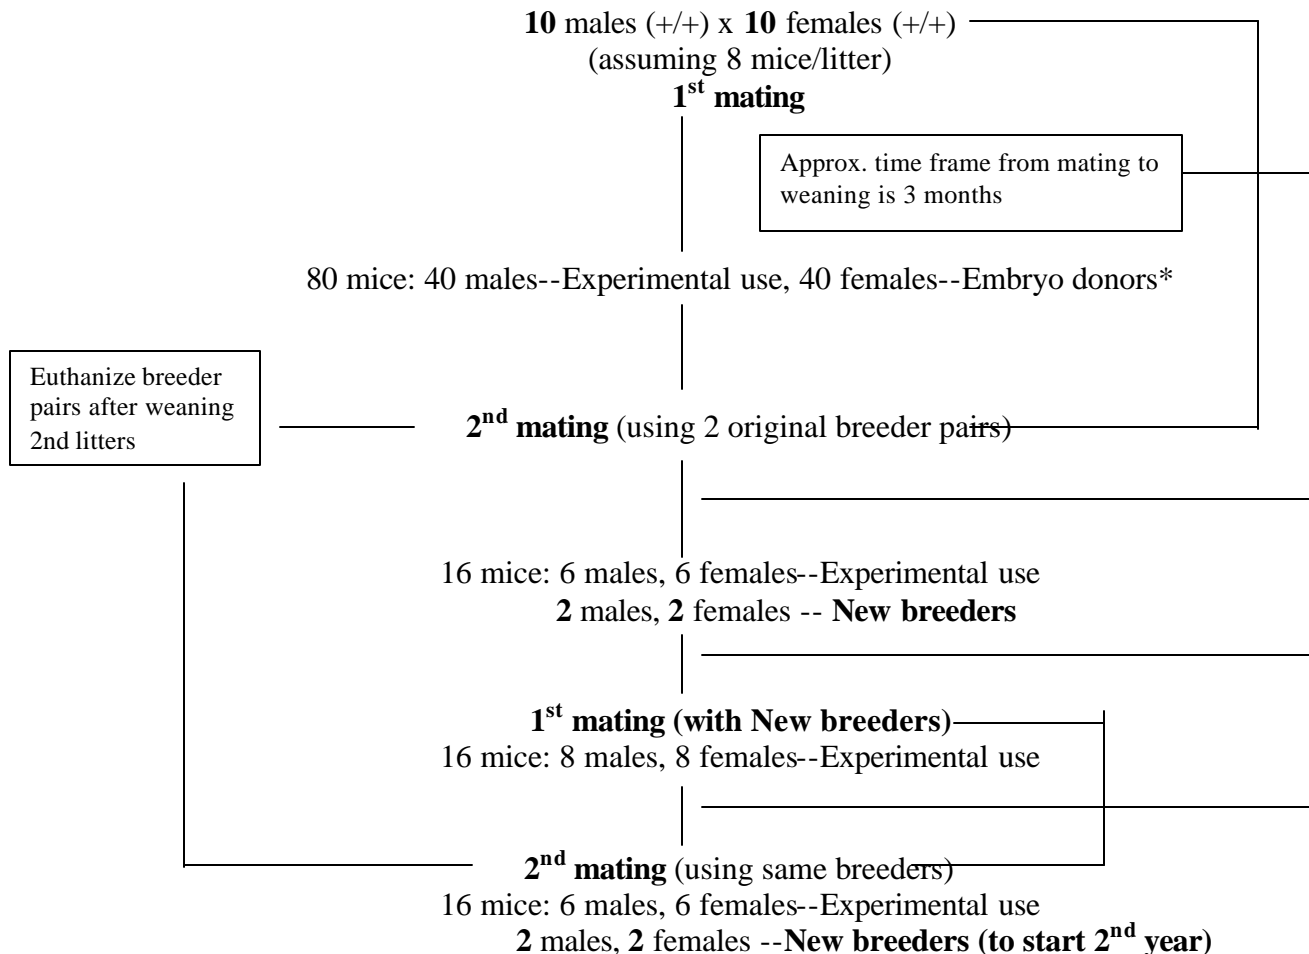 10 males (+/+) x 10 females (+/+)
(assuming 8 mice/litter)
1st mating
Approx. time frame from mating to
weaning is 3 months
80 mice: 40 males--Experimental use, 40 females--Embryo donors*
Euthanize breeder
pairs after weaning
2nd litters
2nd mating (using 2 original breeder pairs)
16 mice: 6 males, 6 females--Experimental use
2 males, 2 females -- New breeders
1st mating (with New breeders)
16 mice: 8 males, 8 females--Experimental use
2nd mating (using same breeders)
16 mice: 6 males, 6 females--Experimental use
2 males, 2 females --New breeders (to start 2nd year)